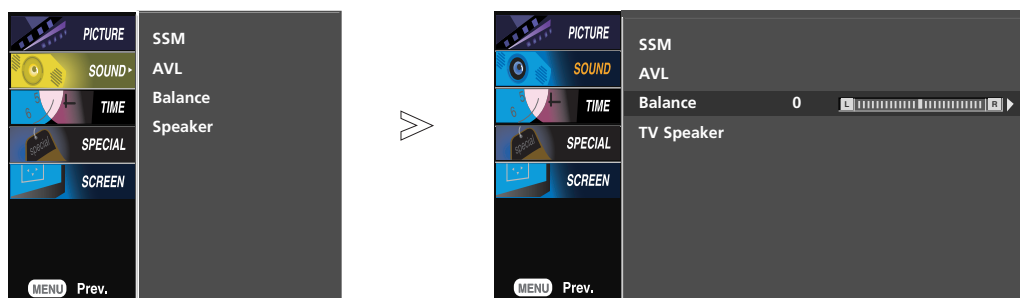 PICTURE
SOUND
TIME
SPECIAL
SCREEN
MENU Prev.
SSM
AVL
Balance
Speaker
PICTURE
SOUND
TIME
SPECIAL
SCREEN
MENU Prev.
SSM
AVL
Balance 0 L R
TV Speaker